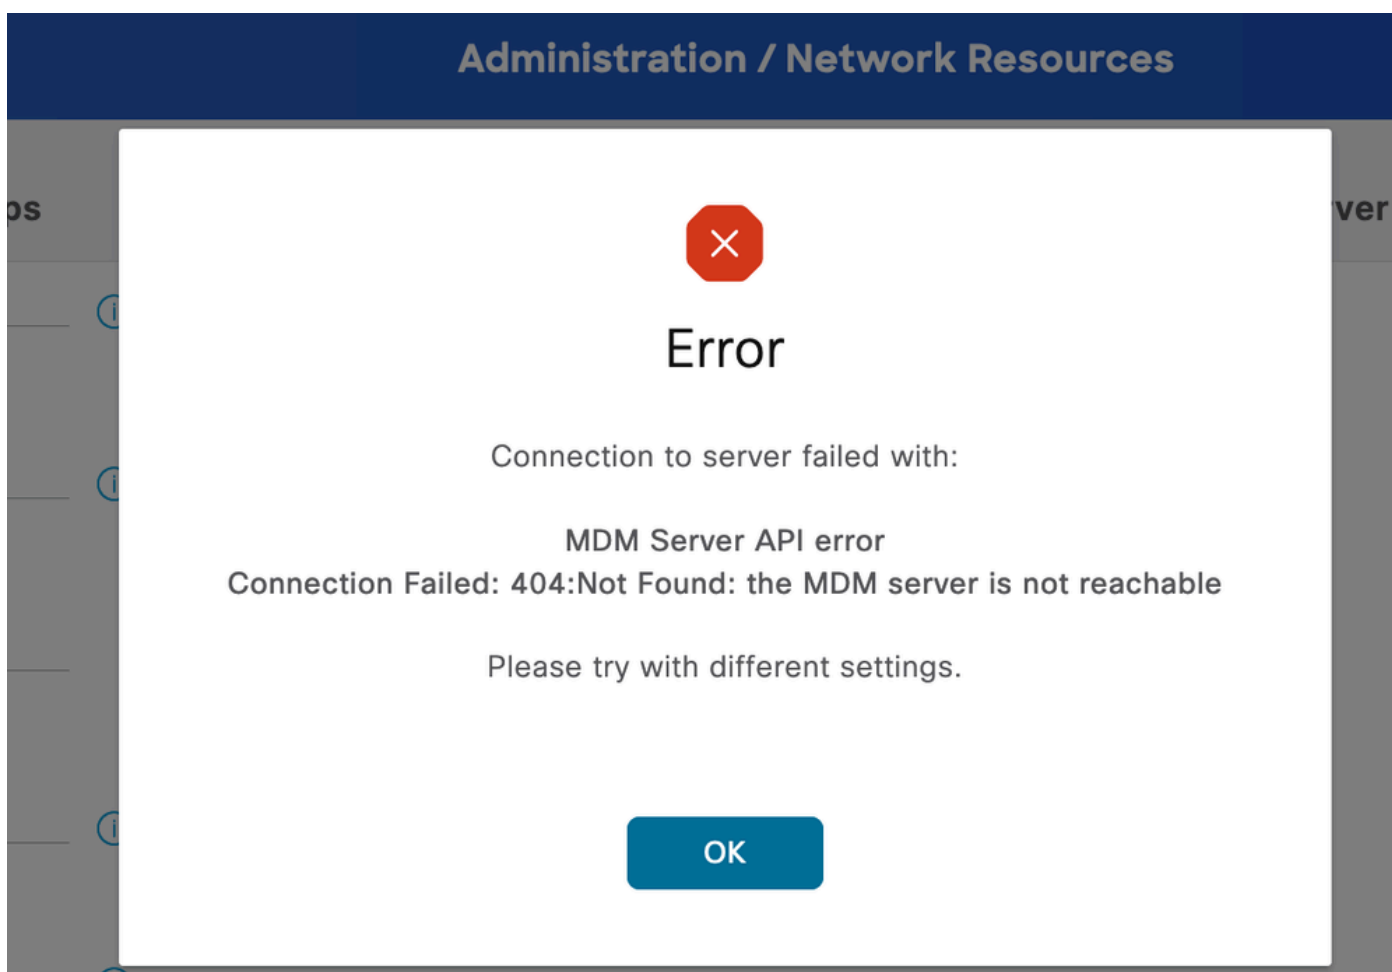 Administration / Network Resources
Error
Connection to server failed with:
MDM Server API error
Connection Failed: 404:Not Found: the MDM server is not reachable
Please try with different settings.
OK